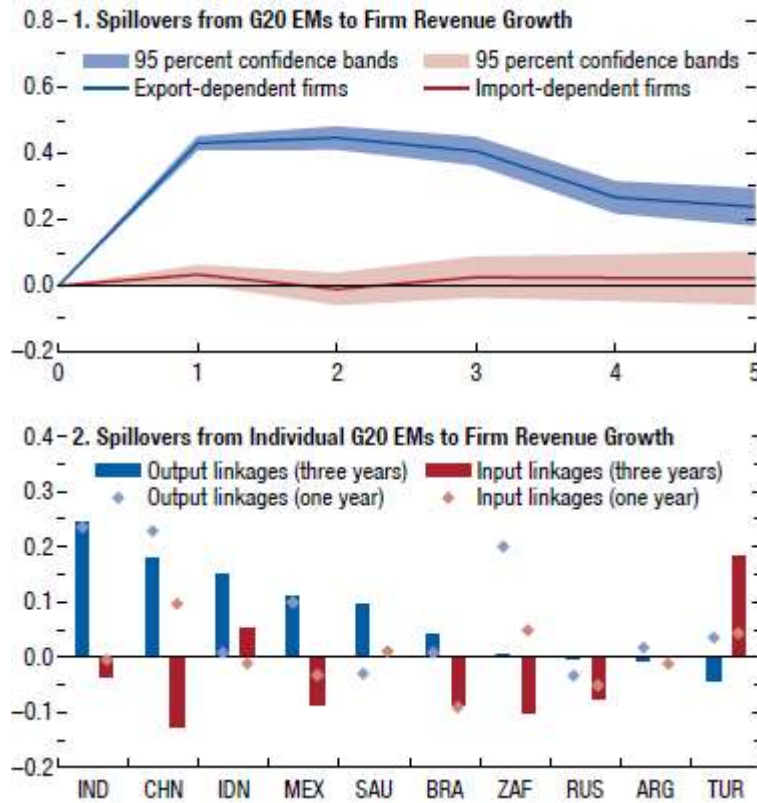 1. Spillovers from G20 EMs to Firm Revenue Growth
95 percent confidence bands 95 percent confidence bands
Export-dependent firms Import-dependent firms
0.8
0.6
0.4
0.2
0.0
–0.2
0 1 2 3 4 5
2. Spillovers from Individual G20 EMs to Firm Revenue Growth
Output linkages (three years) Input linkages (three years)
Output linkages (one year) Input linkages (one year)
0.4
0.3
0.2
0.1
0.0
–0.1
–0.2
IND CHN IDN MEX SAU BRA ZAF RUS ARG TUR